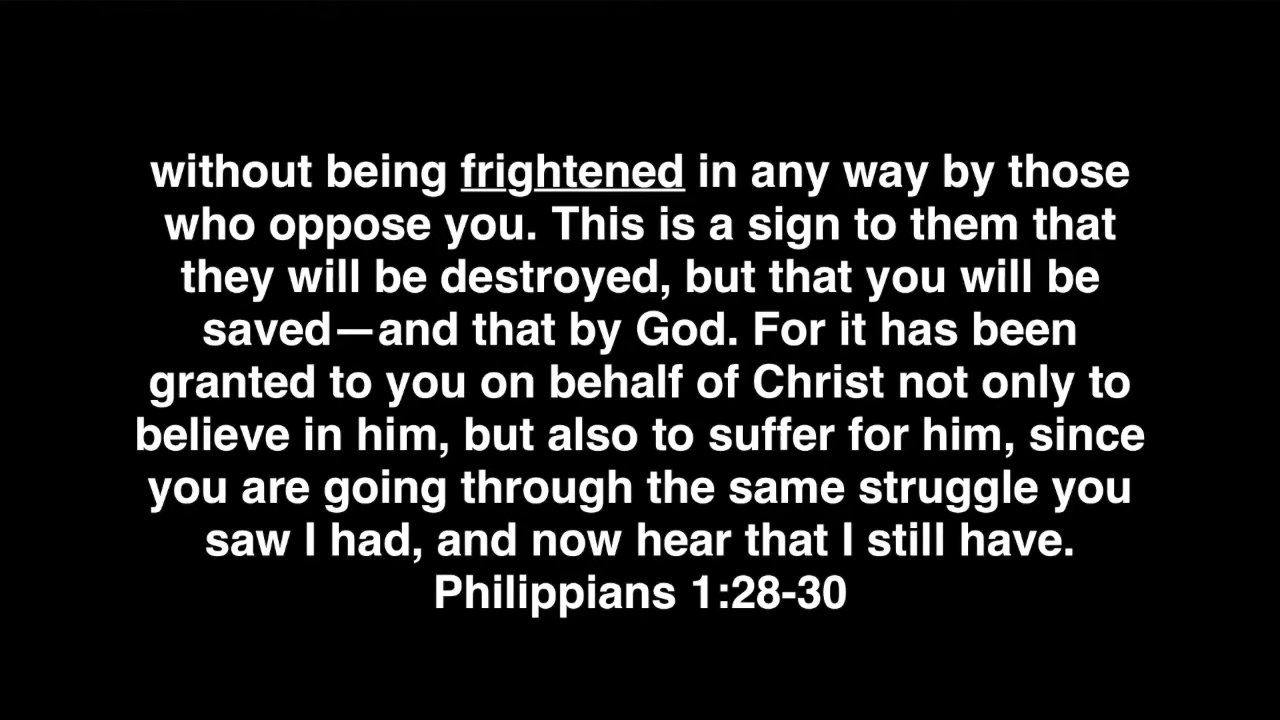 without being frightened in any way by those
who oppose you. This is a sign to them that
they will be destroyed, but that you will be
saved—and that by God. For it has been
granted to you on behalf of Christ not only to
believe in him, but also to suffer for him, since
you are going through the same struggle you
saw I had, and now hear that I still have.
Philippians 1:28-30